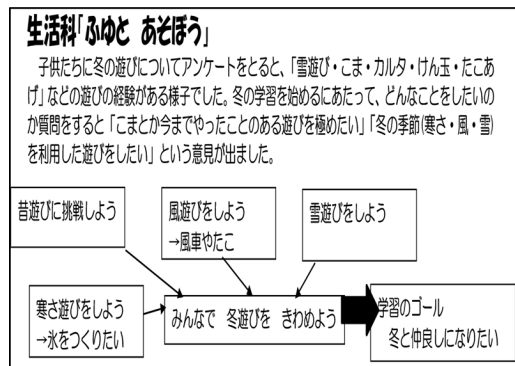 生活科「ふゆと あそぼう」
子供たちに冬の遊びについてアンケートをとると、「雪遊び・こま・カルタ・けん玉・たこあ
げ」などの遊びの経験がある様子でした。冬の学習を始めるにあたって、どんなことをしたいの
か質問をすると「こまとか今までやったことのある遊びを極めたい」「冬の季節(寒さ・風・雪)
を利用した遊びをしたい」という意見が出ました。
昔遊びに挑戦しよう
風遊びをしよう
→風車やたこ
雪遊びをしよう
寒さ遊びをしよう
→氷をつくりたい
みんなで 冬遊びを きわめよう
学習のゴール
冬と仲良しになりたい